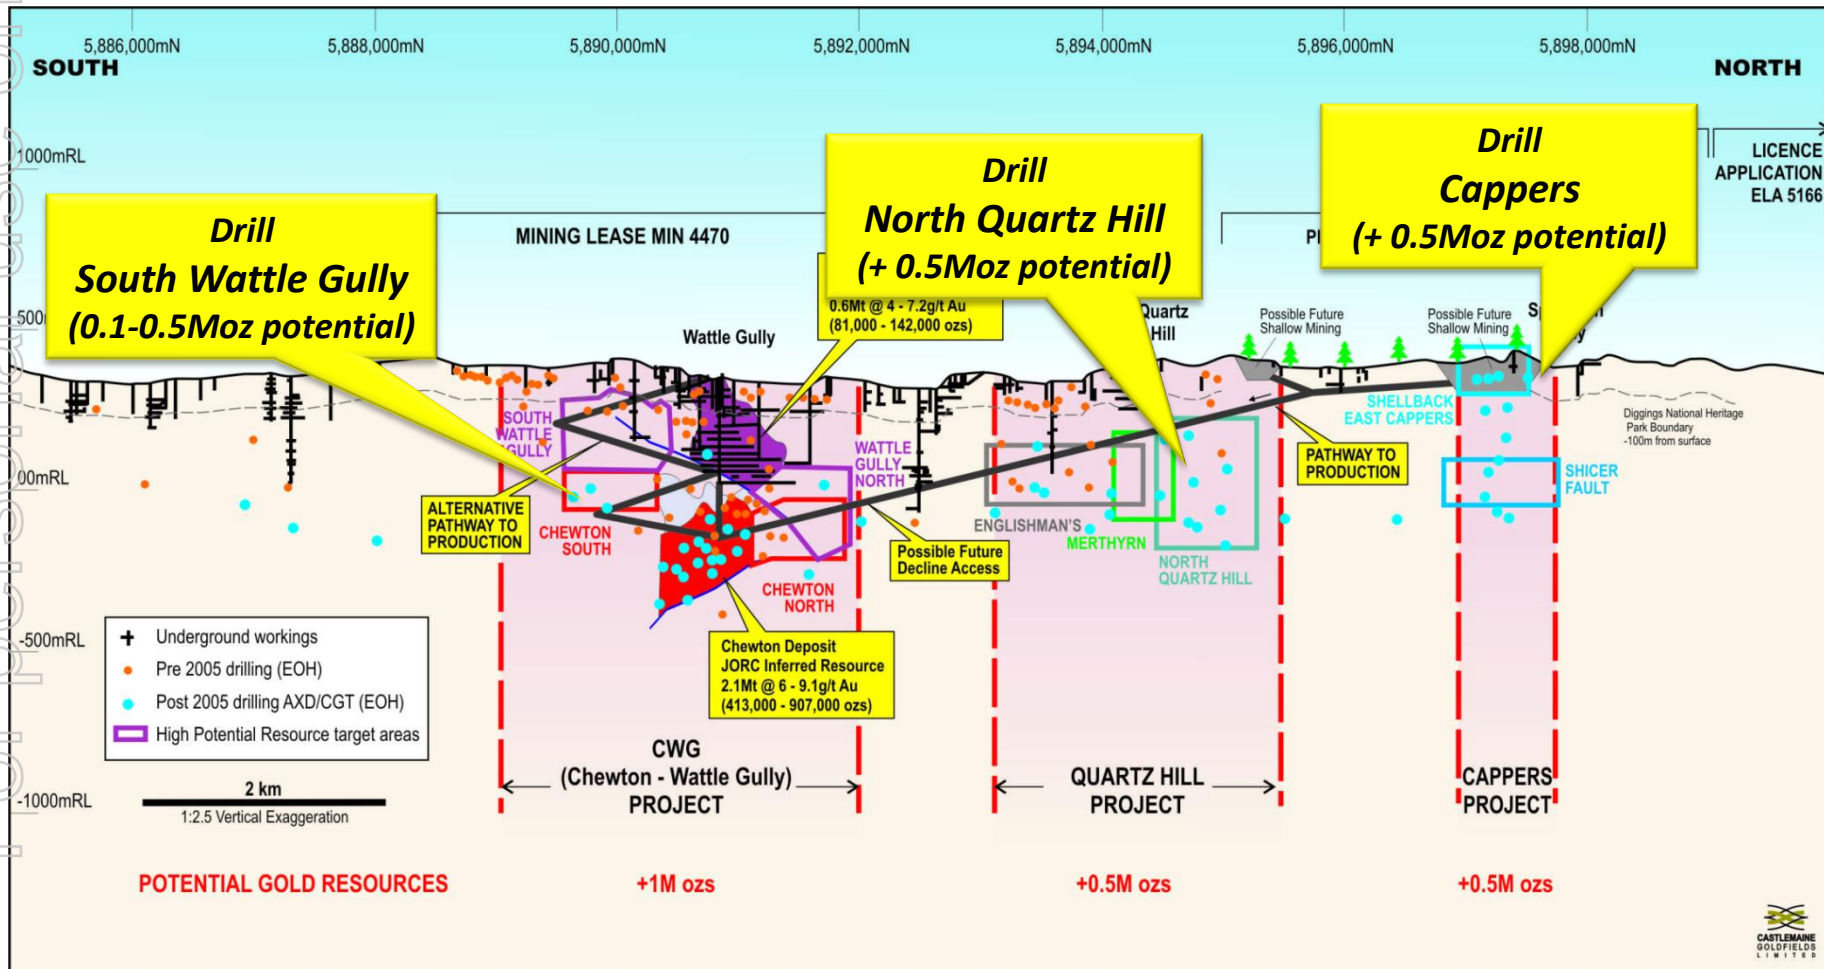 5,886,000mN
5,888,000mN
5,890,000mN
5,892,000mN
5,894,000mN
5,896,000mN
5,898,000mN
SOUTH
NORTH
1000mRL
LICENCE
APPLICATION
ELA 5166
MINING LEASE MIN 4470
Drill
South Wattle Gully
(0.1-0.5Moz potential)
Drill
North Quartz Hill
(+ 0.5Moz potential)
Drill
Cappers
(+ 0.5Moz potential)
0.6Mt @ 4 - 7.2g/t Au
(81,000 - 142,000 ozs)
Wattle Gully
Quartz
Hill
Possible Future
Shallow Mining
Possible Future
Shallow Mining
SOUTH
WATTLE
GULLY
WATTLE
GULLY
NORTH
SHELLBACK
EAST CAPPERS
Diggings National Heritage
Park Boundary
-100m from surface
PATHWAY TO
PRODUCTION
SHICER
FAULT
00mRL
ALTERNATIVE
PATHWAY TO
PRODUCTION
CHEWTON
SOUTH
ENGLISHMAN'S
MERTHYRN
NORTH
QUARTZ HILL
Possible Future
Decline Access
CHEWTON
NORTH
-500mRL
Chewton Deposit
JORC Inferred Resource
2.1Mt @ 6 - 9.1g/t Au
(413,000 - 907,000 ozs)
Underground workings
Pre 2005 drilling (EOH)
Post 2005 drilling AXD/CGT (EOH)
High Potential Resource target areas
2 km
1:2.5 Vertical Exaggeration
-1000mRL
CWG
(Chewton - Wattle Gully)
PROJECT
QUARTZ HILL
PROJECT
CAPPERS
PROJECT
POTENTIAL GOLD RESOURCES
+1M ozs
+0.5M ozs
+0.5M ozs
CASTLEMAINE
GOLDFIELDS
LIMITED